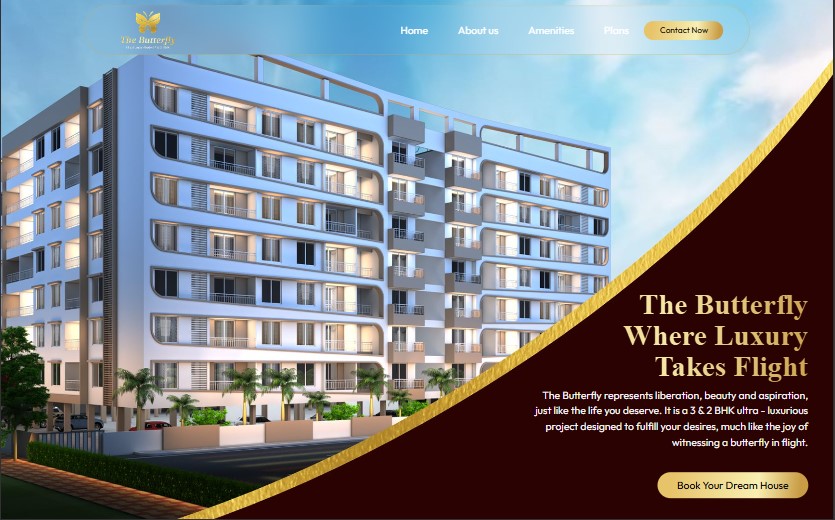 The Butterfly
Home About us Amenities Plans Contact Now
The Butterfly
Where Luxury
Takes Flight
The Butterfly represents liberation, beauty and aspiration,
just like the life you deserve. It is a 3 & 2 BHK ultra - luxurious
project designed to fulfill your desires, much like the joy of
witnessing a butterfly in flight.
Book Your Dream House